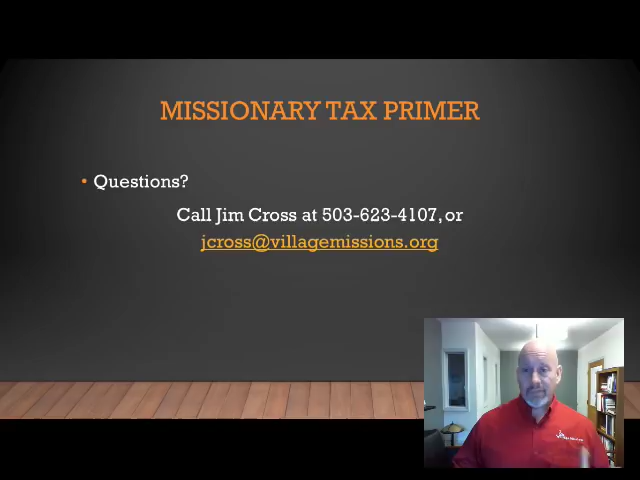 MISSIONARY TAX PRIMER
• Questions?
Call Jim Cross at 503-623-4107, or
jcross@villagemissions.org